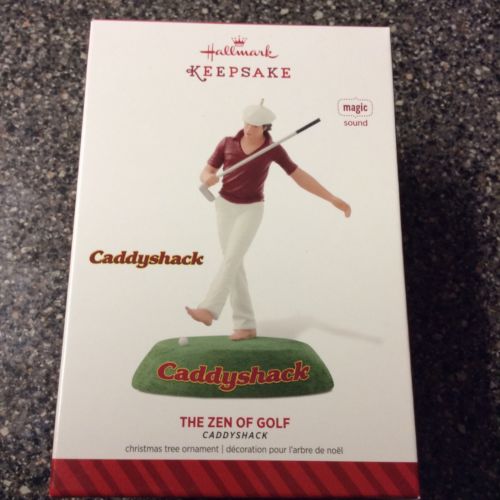 Hallmark
KEEPSAKE
magic
sound
Caddyshack
Caddyshack
THE ZEN OF GOLF
CADDYSHACK
christmas tree ornament | décoration pour l'arbre de noël